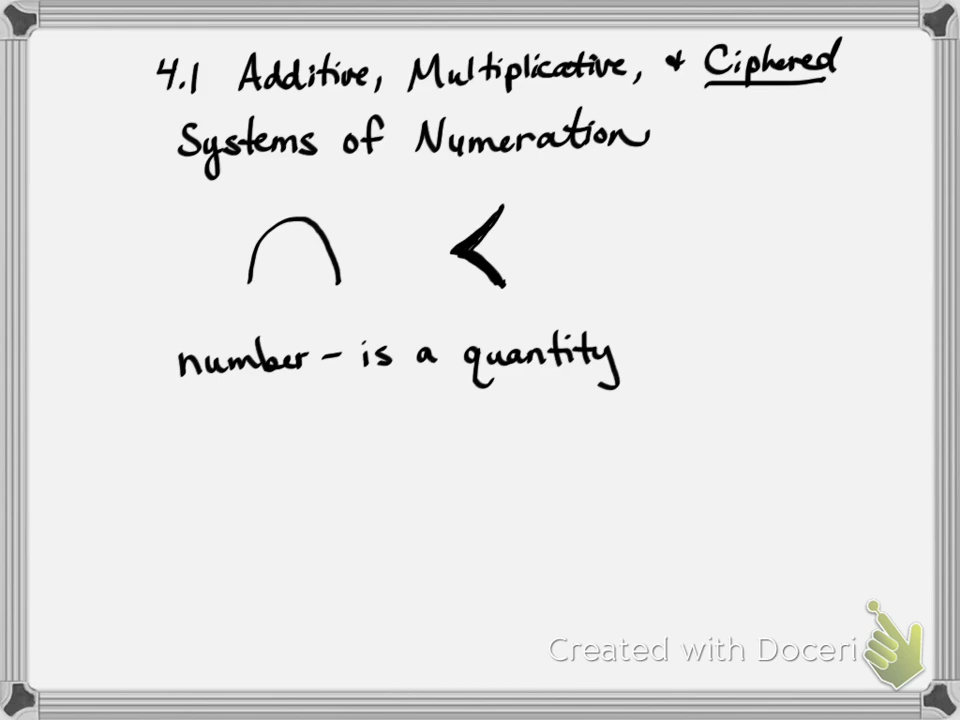 4.1 Additive, Multiplicative, & Ciphered
Systems of Numeration
∩ <
number - is a quantity
Created with Doceri